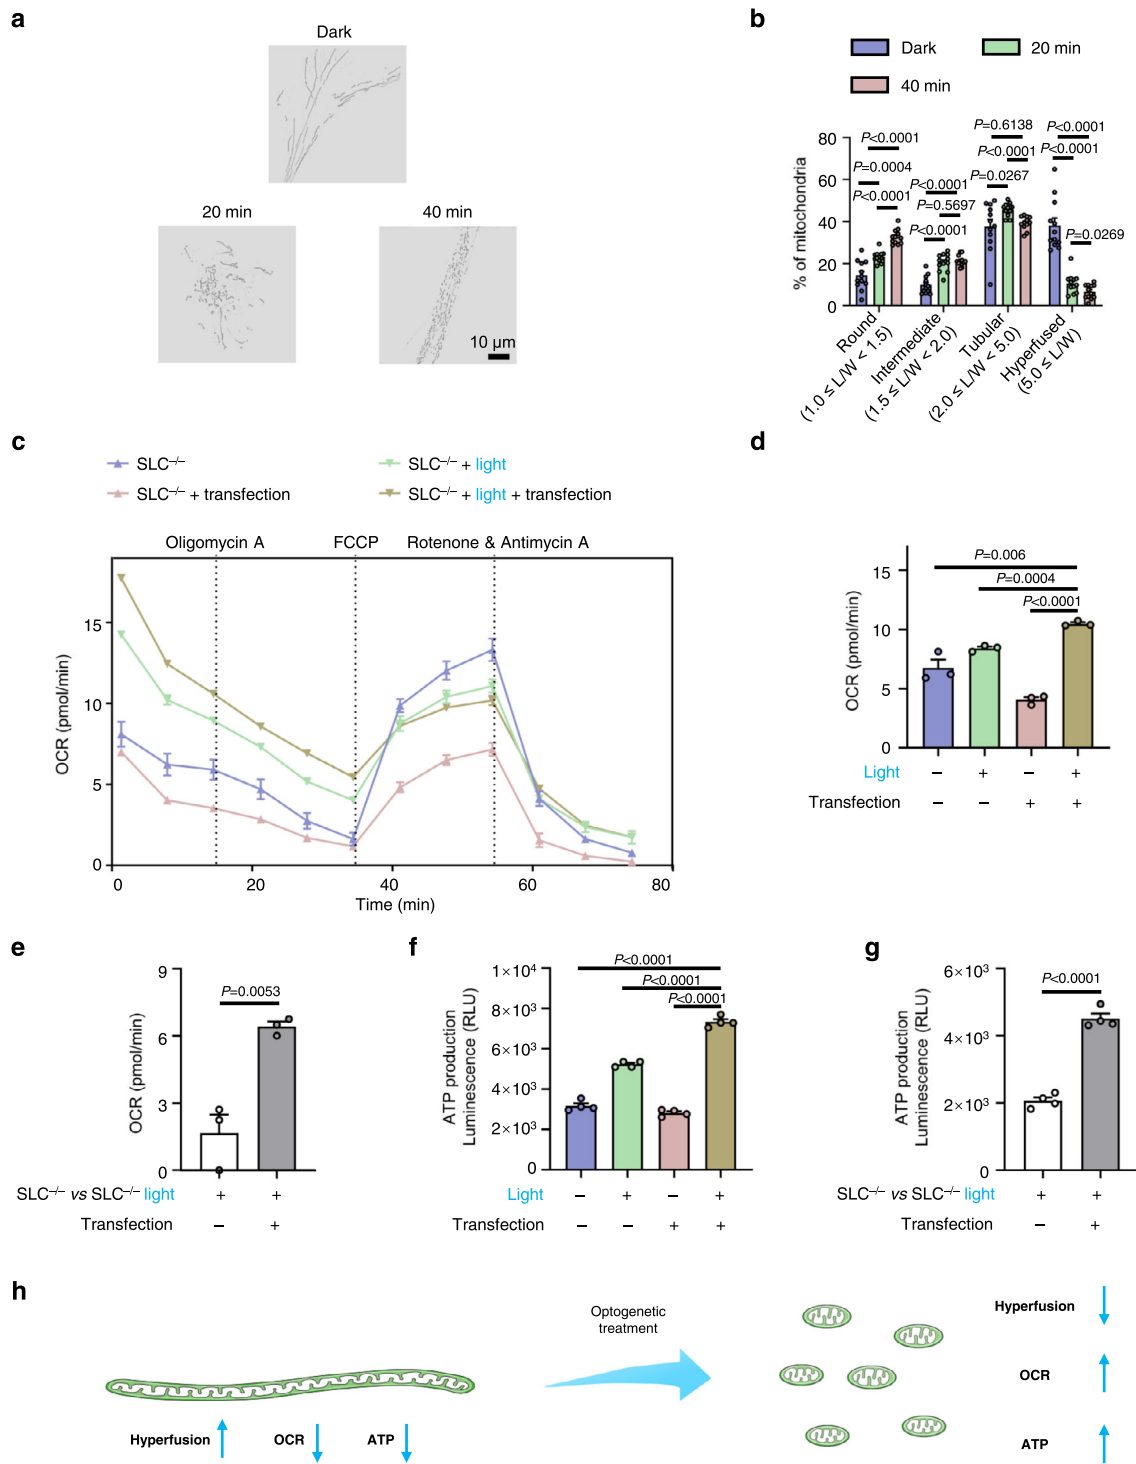 a
Dark
20 min
40 min
10 μm
b
Dark
20 min
40 min
% of mitochondria
80
60
40
20
0
P<0.0001
P=0.0004
P<0.0001
P<0.0001
P=0.5697
P<0.0001
P=0.6138
P<0.0001
P=0.0267
P<0.0001
P<0.0001
P=0.0269
Round
(1.0 ≤ L/W < 1.5)
Intermediate
(1.5 ≤ L/W < 2.0)
Tubular
(2.0 ≤ L/W < 5.0)
Hyperfused
(5.0 ≤ L/W)
c
SLC–/–
SLC–/– + light
SLC–/– + transfection
SLC–/– + light + transfection
Oligomycin A
FCCP
Rotenone & Antimycin A
OCR (pmol/min)
15
10
5
0
0
20
40
60
80
Time (min)
d
OCR (pmol/min)
15
10
5
0
P=0.006
P=0.0004
P<0.0001
Light – + – +
Transfection – – + +
e
OCR (pmol/min)
9
6
3
0
P=0.0053
SLC–/– vs SLC–/– light + +
Transfection – +
f
ATP production
Luminescence (RLU)
1×10⁴
8×10³
6×10³
4×10³
2×10³
0
P<0.0001
P<0.0001
P<0.0001
Light – + – +
Transfection – – + +
g
ATP production
Luminescence (RLU)
6×10³
4×10³
2×10³
0
P<0.0001
SLC–/– vs SLC–/– light + +
Transfection – +
h
Optogenetic
treatment
Hyperfusion
OCR
ATP
Hyperfusion
OCR
ATP